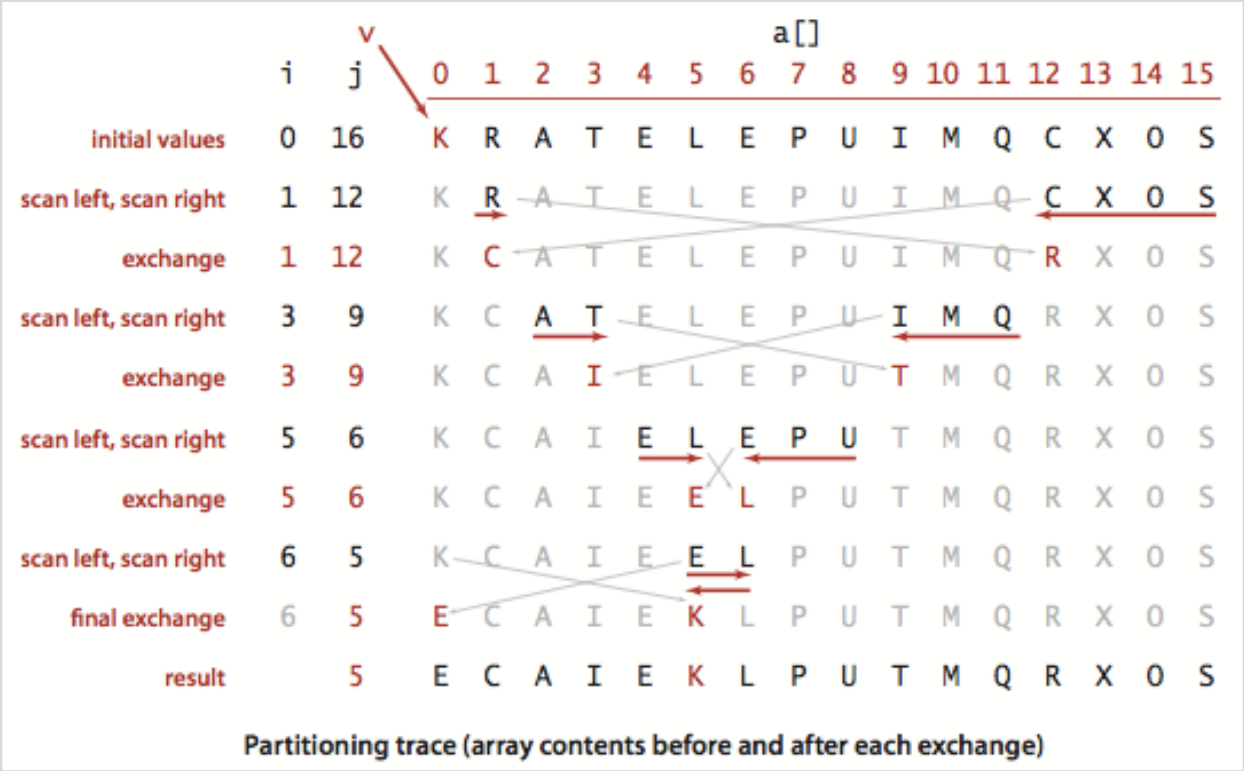 v a[]
i j 0 1 2 3 4 5 6 7 8 9 10 11 12 13 14 15
initial values 0 16 K R A T E L E P U I M Q C X O S
scan left, scan right 1 12 K R A T E L E P U I M Q C X O S
exchange 1 12 K C A T E L E P U I M Q R X O S
scan left, scan right 3 9 K C A T E L E P U I M Q R X O S
exchange 3 9 K C A I E L E P U T M Q R X O S
scan left, scan right 5 6 K C A I E L E P U T M Q R X O S
exchange 5 6 K C A I E E L P U T M Q R X O S
scan left, scan right 6 5 K C A I E E L P U T M Q R X O S
final exchange 6 5 E C A I E K L P U T M Q R X O S
result 5 E C A I E K L P U T M Q R X O S
Partitioning trace (array contents before and after each exchange)